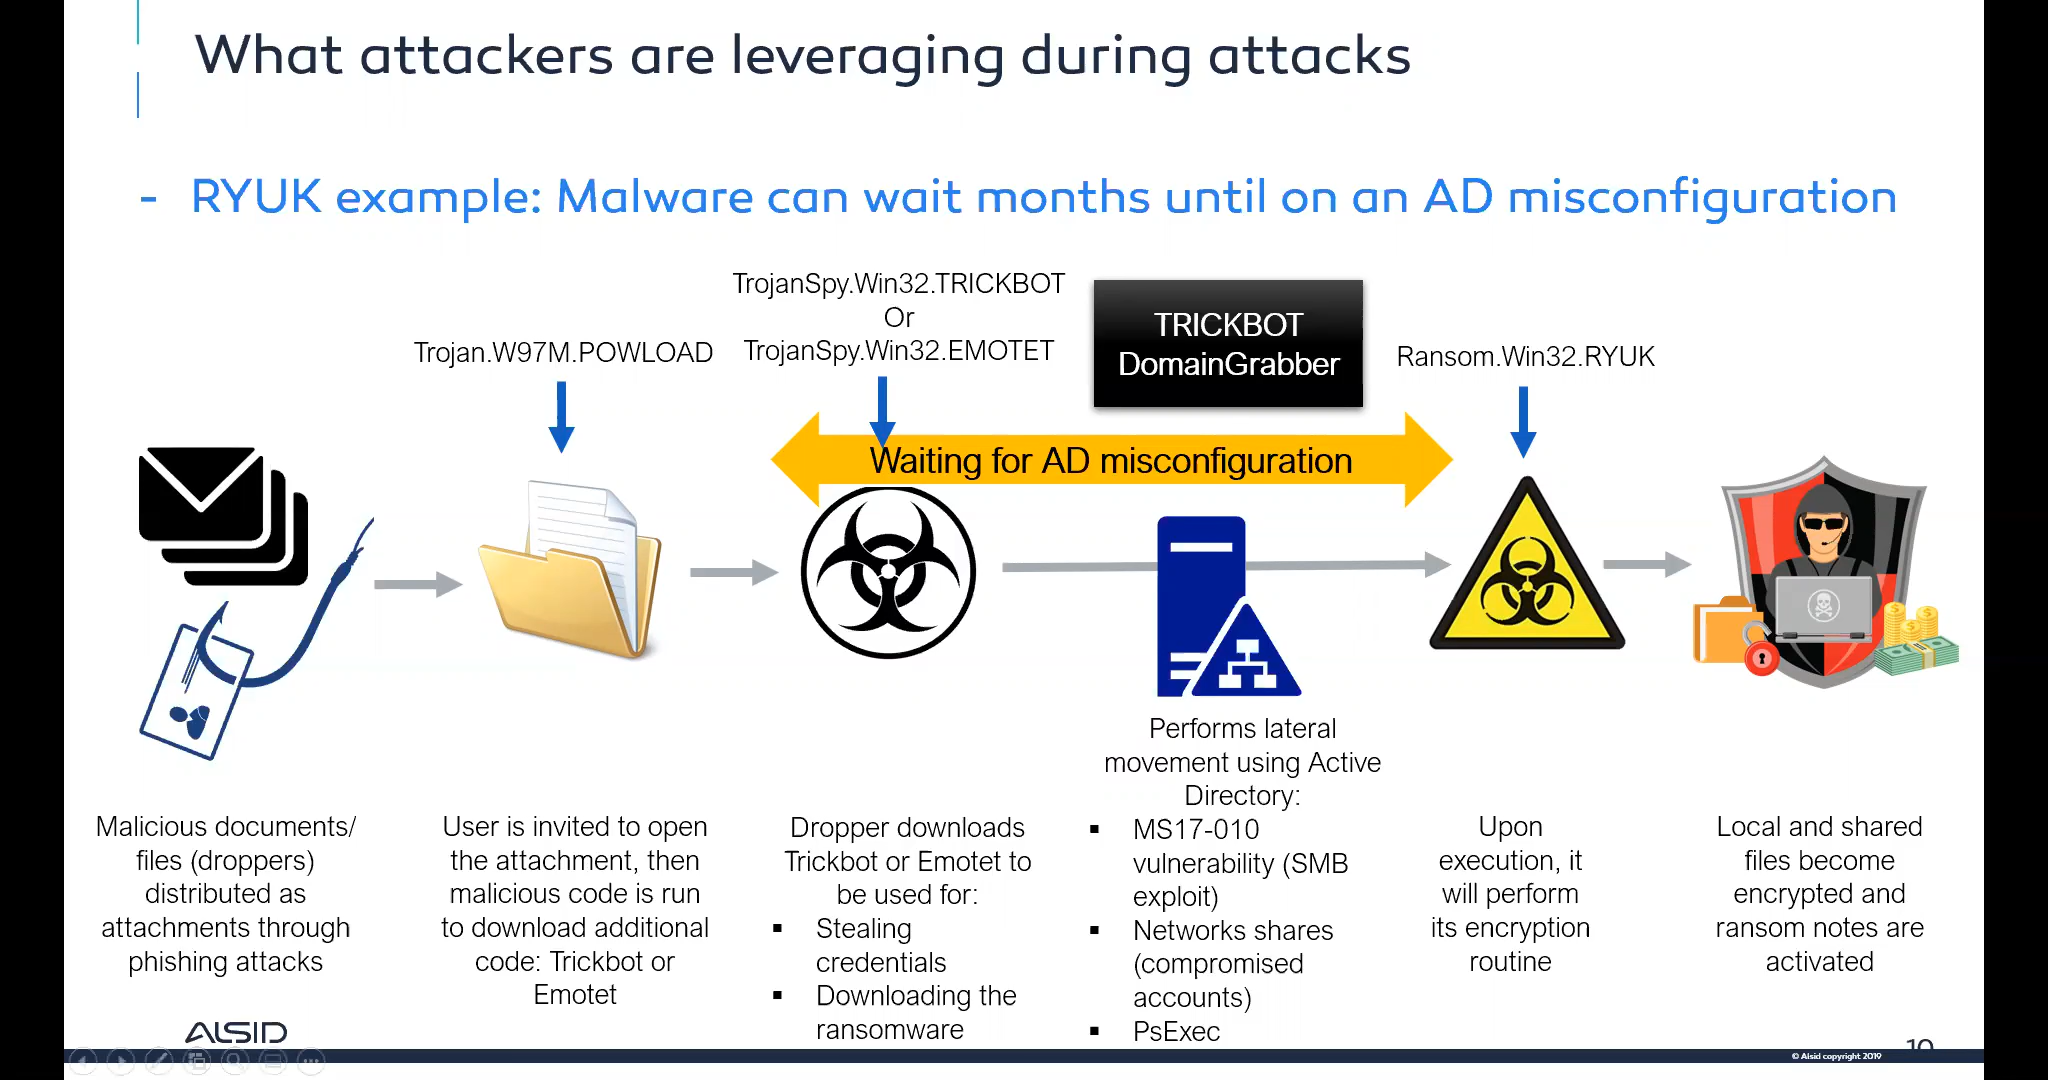 What attackers are leveraging during attacks
- RYUK example: Malware can wait months until on an AD misconfiguration
TrojanSpy.Win32.TRICKBOT
Or
TrojanSpy.Win32.EMOTET
Trojan.W97M.POWLOAD
TRICKBOT
DomainGrabber
Ransom.Win32.RYUK
Waiting for AD misconfiguration
Malicious documents/
files (droppers)
distributed as
attachments through
phishing attacks
User is invited to open
the attachment, then
malicious code is run
to download additional
code: Trickbot or
Emotet
Dropper downloads
Trickbot or Emotet to
be used for:
▪ Stealing
credentials
▪ Downloading the
ransomware
Performs lateral
movement using Active
Directory:
▪ MS17-010
vulnerability (SMB
exploit)
▪ Networks shares
(compromised
accounts)
▪ PsExec
Upon
execution, it
will perform
its encryption
routine
Local and shared
files become
encrypted and
ransom notes are
activated
ALSID
© Alsid copyright 2019